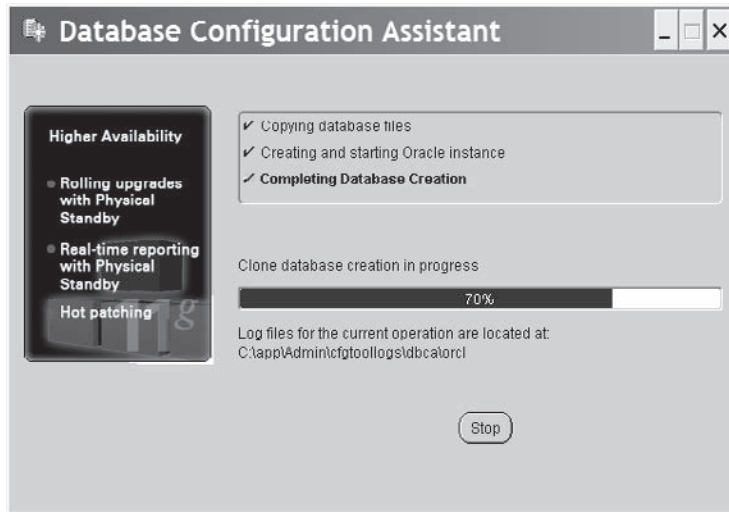 Database Configuration Assistant
Higher Availability
Rolling upgrades
with Physical
Standby
Real-time reporting
with Physical
Standby
Hot patching
11g
Copying database files
Creating and starting Oracle instance
Completing Database Creation
Clone database creation in progress
70%
Log files for the current operation are located at:
C:\app\Admin\cfgtoollogs\dbca\orcl
Stop